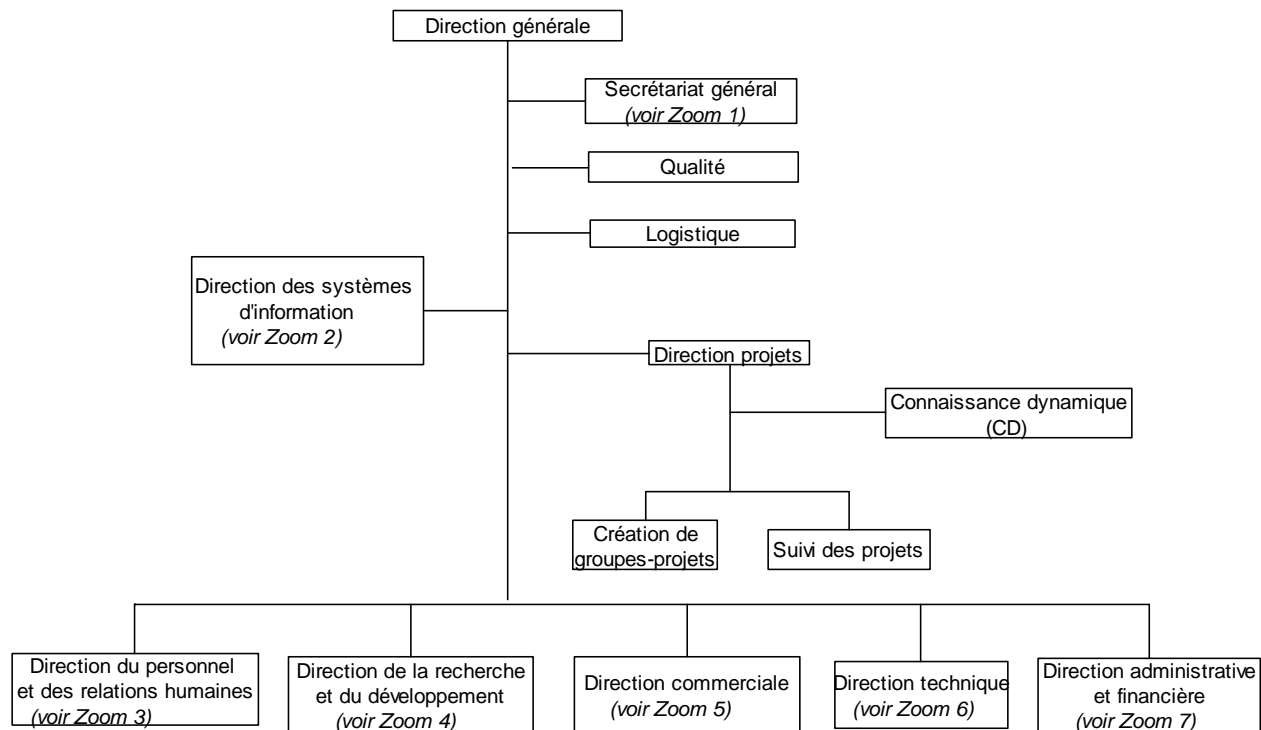 Direction générale
Secrétariat général
(voir Zoom 1)
Qualité
Logistique
Direction des systèmes
d'information
(voir Zoom 2)
Direction projets
Connaissance dynamique
(CD)
Création de
groupes-projets
Suivi des projets
Direction du personnel
et des relations humaines
(voir Zoom 3)
Direction de la recherche
et du développement
(voir Zoom 4)
Direction commerciale
(voir Zoom 5)
Direction technique
(voir Zoom 6)
Direction administrative
et financière
(voir Zoom 7)